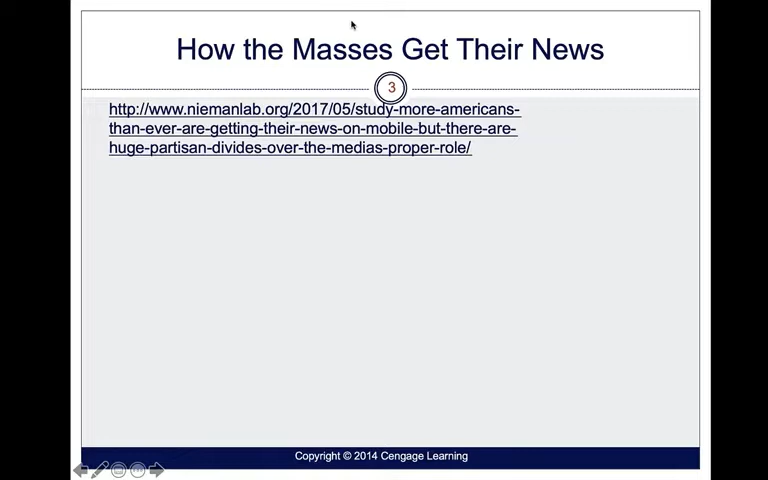 How the Masses Get Their News
3
http://www.niemanlab.org/2017/05/study-more-americans-
than-ever-are-getting-their-news-on-mobile-but-there-are-
huge-partisan-divides-over-the-medias-proper-role/
Copyright © 2014 Cengage Learning